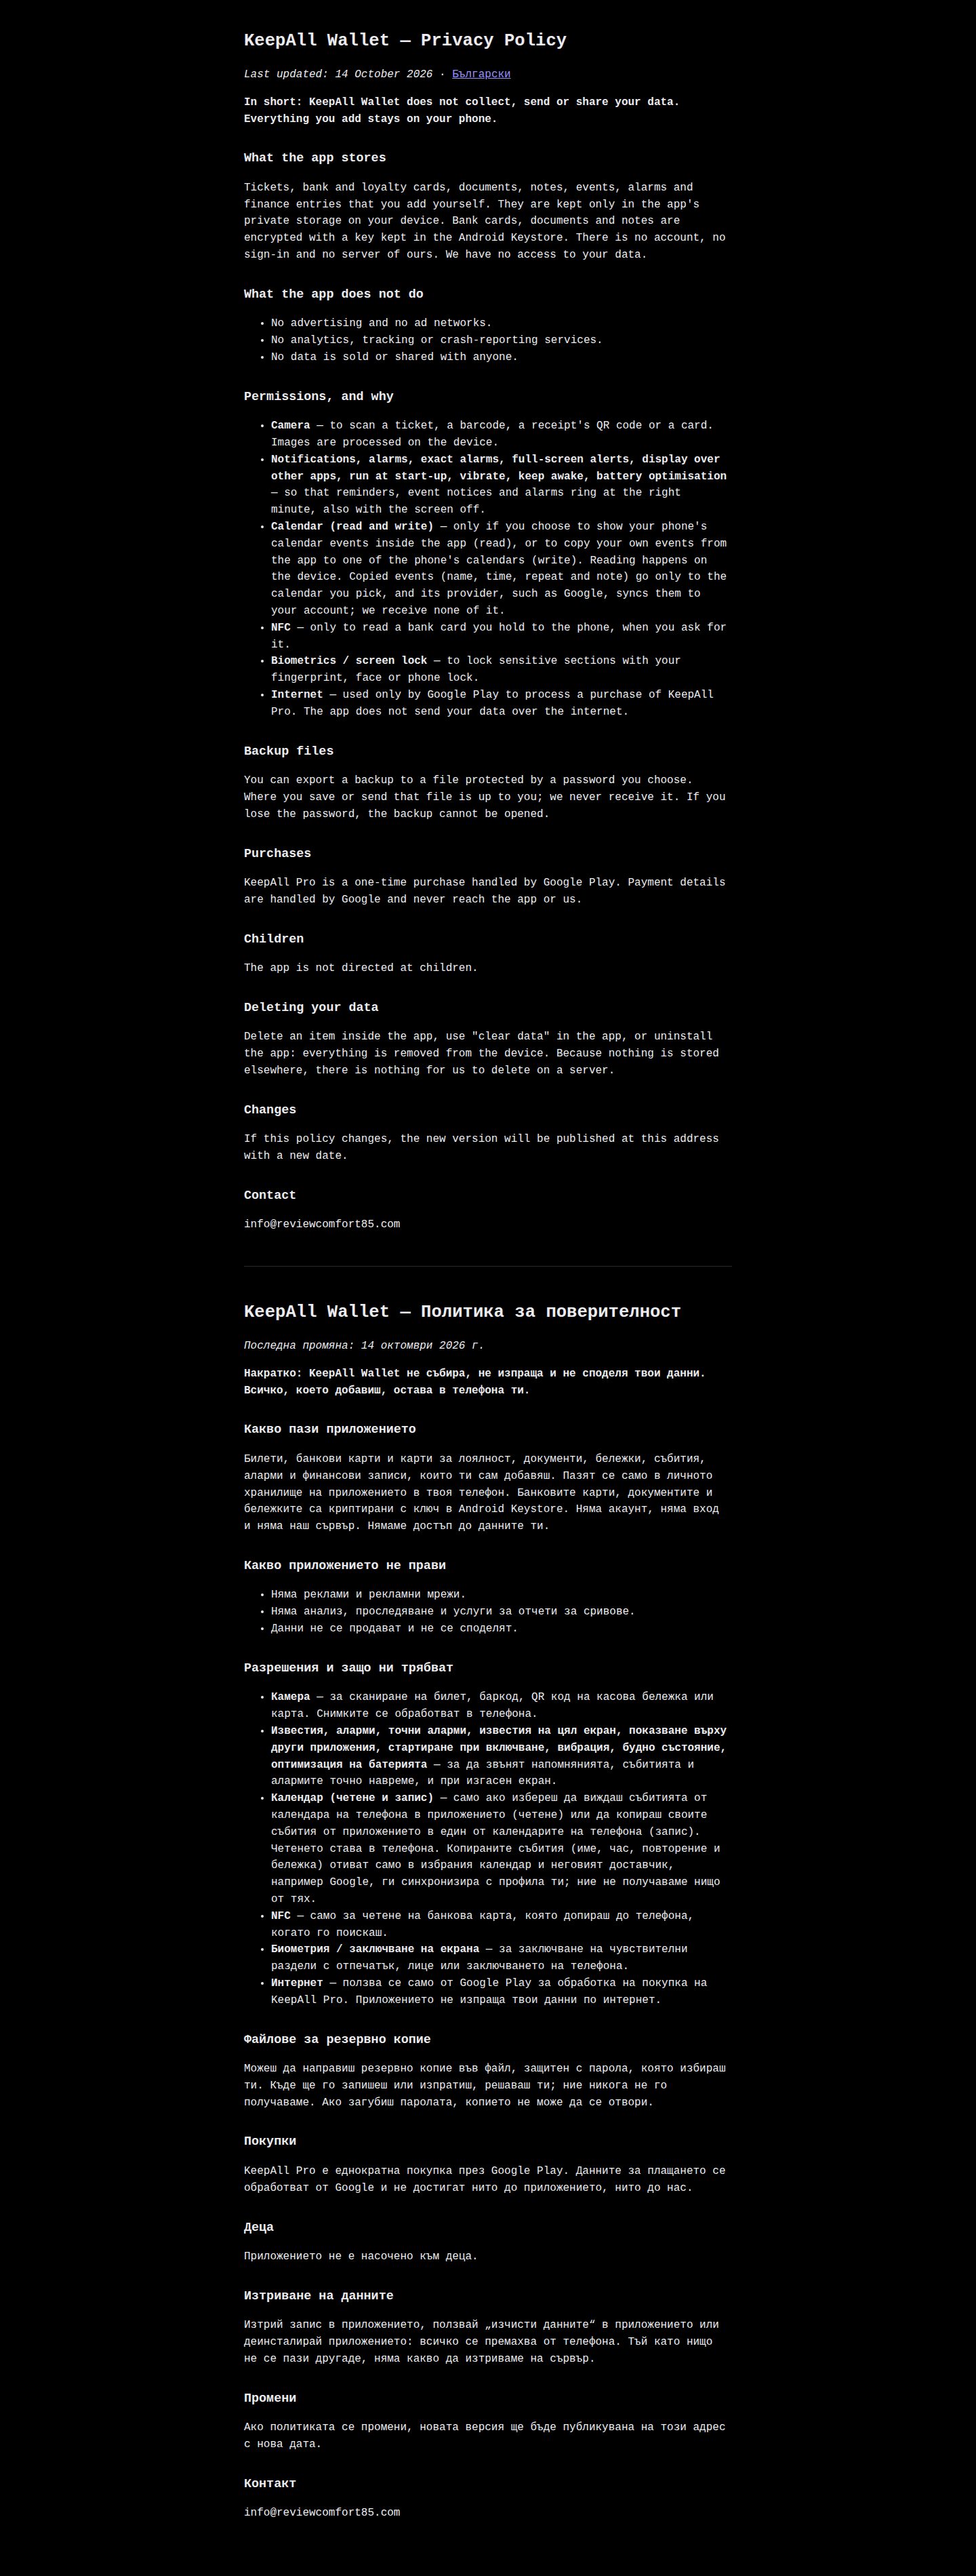 KeepAll Wallet — Privacy Policy
Last updated: 14 October 2026 · Български
In short: KeepAll Wallet does not collect, send or share your data.
Everything you add stays on your phone.
What the app stores
Tickets, bank and loyalty cards, documents, notes, events, alarms and
finance entries that you add yourself. They are kept only in the app's
private storage on your device. Bank cards, documents and notes are
encrypted with a key kept in the Android Keystore. There is no account, no
sign-in and no server of ours. We have no access to your data.
What the app does not do
• No advertising and no ad networks.
• No analytics, tracking or crash-reporting services.
• No data is sold or shared with anyone.
Permissions, and why
• Camera — to scan a ticket, a barcode, a receipt's QR code or a card.
Images are processed on the device.
• Notifications, alarms, exact alarms, full-screen alerts, display over
other apps, run at start-up, vibrate, keep awake, battery optimisation
— so that reminders, event notices and alarms ring at the right
minute, also with the screen off.
• Calendar (read and write) — only if you choose to show your phone's
calendar events inside the app (read), or to copy your own events from
the app to one of the phone's calendars (write). Reading happens on
the device. Copied events (name, time, repeat and note) go only to the
calendar you pick, and its provider, such as Google, syncs them to
your account; we receive none of it.
• NFC — only to read a bank card you hold to the phone, when you ask for
it.
• Biometrics / screen lock — to lock sensitive sections with your
fingerprint, face or phone lock.
• Internet — used only by Google Play to process a purchase of KeepAll
Pro. The app does not send your data over the internet.
Backup files
You can export a backup to a file protected by a password you choose.
Where you save or send that file is up to you; we never receive it. If you
lose the password, the backup cannot be opened.
Purchases
KeepAll Pro is a one-time purchase handled by Google Play. Payment details
are handled by Google and never reach the app or us.
Children
The app is not directed at children.
Deleting your data
Delete an item inside the app, use "clear data" in the app, or uninstall
the app: everything is removed from the device. Because nothing is stored
elsewhere, there is nothing for us to delete on a server.
Changes
If this policy changes, the new version will be published at this address
with a new date.
Contact
info@reviewcomfort85.com
KeepAll Wallet — Политика за поверителност
Последна промяна: 14 октомври 2026 г.
Накратко: KeepAll Wallet не събира, не изпраща и не споделя твои данни.
Всичко, което добавиш, остава в телефона ти.
Какво пази приложението
Билети, банкови карти и карти за лоялност, документи, бележки, събития,
аларми и финансови записи, които ти сам добавяш. Пазят се само в личното
хранилище на приложението в твоя телефон. Банковите карти, документите и
бележките са криптирани с ключ в Android Keystore. Няма акаунт, няма вход
и няма наш сървър. Нямаме достъп до данните ти.
Какво приложението не прави
• Няма реклами и рекламни мрежи.
• Няма анализ, проследяване и услуги за отчети за сривове.
• Данни не се продават и не се споделят.
Разрешения и защо ни трябват
• Камера — за сканиране на билет, баркод, QR код на касова бележка или
карта. Снимките се обработват в телефона.
• Известия, аларми, точни аларми, известия на цял екран, показване върху
други приложения, стартиране при включване, вибрация, будно състояние,
оптимизация на батерията — за да звънят напомнянията, събитията и
алармите точно навреме, и при изгасен екран.
• Календар (четене и запис) — само ако избереш да виждаш събитията от
календара на телефона в приложението (четене) или да копираш своите
събития от приложението в един от календарите на телефона (запис).
Четенето става в телефона. Копираните събития (име, час, повторение и
бележка) отиват само в избрания календар и неговият доставчик,
например Google, ги синхронизира с профила ти; ние не получаваме нищо
от тях.
• NFC — само за четене на банкова карта, която допираш до телефона,
когато го поискаш.
• Биометрия / заключване на екрана — за заключване на чувствителни
раздели с отпечатък, лице или заключването на телефона.
• Интернет — ползва се само от Google Play за обработка на покупка на
KeepAll Pro. Приложението не изпраща твои данни по интернет.
Файлове за резервно копие
Можеш да направиш резервно копие във файл, защитен с парола, която избираш
ти. Къде ще го запишеш или изпратиш, решаваш ти; ние никога не го
получаваме. Ако загубиш паролата, копието не може да се отвори.
Покупки
KeepAll Pro е еднократна покупка през Google Play. Данните за плащането се
обработват от Google и не достигат нито до приложението, нито до нас.
Деца
Приложението не е насочено към деца.
Изтриване на данните
Изтрий запис в приложението, ползвай „изчисти данните“ в приложението или
деинсталирай приложението: всичко се премахва от телефона. Тъй като нищо
не се пази другаде, няма какво да изтриваме на сървър.
Промени
Ако политиката се промени, новата версия ще бъде публикувана на този адрес
с нова дата.
Контакт
info@reviewcomfort85.com